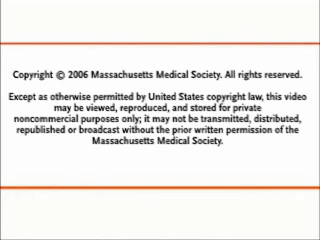 Copyright © 2006 Massachusetts Medical Society. All rights reserved.
Except as otherwise permitted by United States copyright law, this video
may be viewed, reproduced, and stored for private
noncommercial purposes only; it may not be transmitted, distributed,
republished or broadcast without the prior written permission of the
Massachusetts Medical Society.